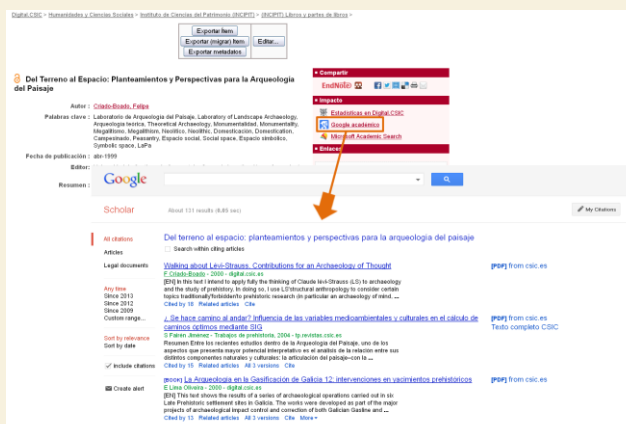 Digital.CSIC > Humanidades y Ciencias Sociales > Instituto de Ciencias del Patrimonio (INCIPIT) > (INCIPIT) Libros y partes de libros >
Exportar Item
Exportar (migrar) Item
Editar...
Exportar metadatos
Del Terreno al Espacio: Planteamientos y Perspectivas para la Arqueología
del Paisaje
Autor : Criado-Boado, Felipe
Palabras clave : Laboratorio de Arqueología del Paisaje, Laboratory of Landscape Archaeology,
Arqueología teórica, Theoretical Archaeology, Monumentalidad, Monumentality,
Megalitismo, Megalithism, Neolítico, Neolithic, Domesticación, Domestication,
Campesinado, Peasantry, Espacio social, Social space, Espacio simbólico,
Symbolic space, LaPa
Fecha de publicación : abr-1999
Editor:
Resumen :
Compartir
EndNote
Impacto
Estadísticas en Digital.CSIC
Google académico
Microsoft Academic Search
Enlaces
Google
Scholar
About 131 results (0.03 sec)
My Citations
All citations
Articles
Legal documents
Any time
Since 2013
Since 2012
Since 2009
Custom range...
Sort by relevance
Sort by date
include citations
Create alert
Del terreno al espacio: planteamientos y perspectivas para la arqueología del paisaje
Search within citing articles
Walking about Lévi-Strauss. Contributions for an Archaeology of Thought
F Criado-Boado - 2000 - digital.csic.es
[EN] In this text I intend to apply fully the thinking of Claude lévi-Strauss (LS) to archaeology
and the study of prehistory. In doing so, I use LS'structural anthropology to consider certain
topics traditionally'forbidden'to prehistoric research (in particular an archaeology of mind, ...
Cited by 18 Related articles Cite
[PDF] from csic.es
¿ Se hace camino al andar? Influencia de las variables medioambientales y culturales en el cálculo de
caminos óptimos mediante SIG
S Fairén Jiménez - Trabajos de prehistoria, 2004 - tp.revistas.csic.es
Resumen Entre los recientes estudios dentro de la Arqueología del Paisaje, uno de los
aspectos que presenta mayor potencial interpretativo es el análisis de la relación entre sus
distintos componentes naturales y culturales: la articulación del paisaje-con la ...
Cited by 15 Related articles All 3 versions Cite
[PDF] from csic.es
Texto completo CSIC
[BOOK] La Arqueología en la Gasificación de Galicia 12: intervenciones en yacimientos prehistóricos
E Lima Oliveira - 2000 - digital.csic.es
[EN] This text shows the results of a series of archaeological operations carried out in six
Late Prehistoric settlement sites in Galicia. The works were developed as part of the major
projects of archaeological impact control and correction of both Galician Gasline and ...
Cited by 13 Related articles All 3 versions Cite More
[PDF] from csic.es